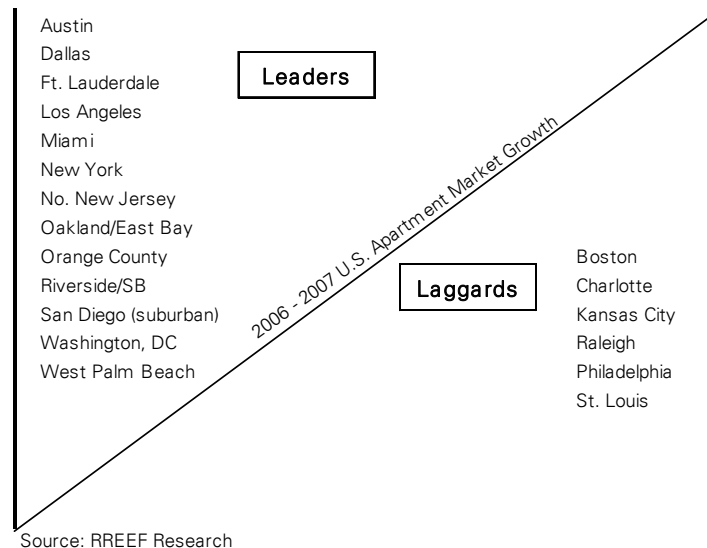 Austin
Dallas
Ft. Lauderdale
Los Angeles
Miami
New York
No. New Jersey
Oakland/East Bay
Orange County
Riverside/SB
San Diego (suburban)
Washington, DC
West Palm Beach
Leaders
2006 - 2007 U.S. Apartment Market Growth
Laggards
Boston
Charlotte
Kansas City
Raleigh
Philadelphia
St. Louis
Source: RREEF Research